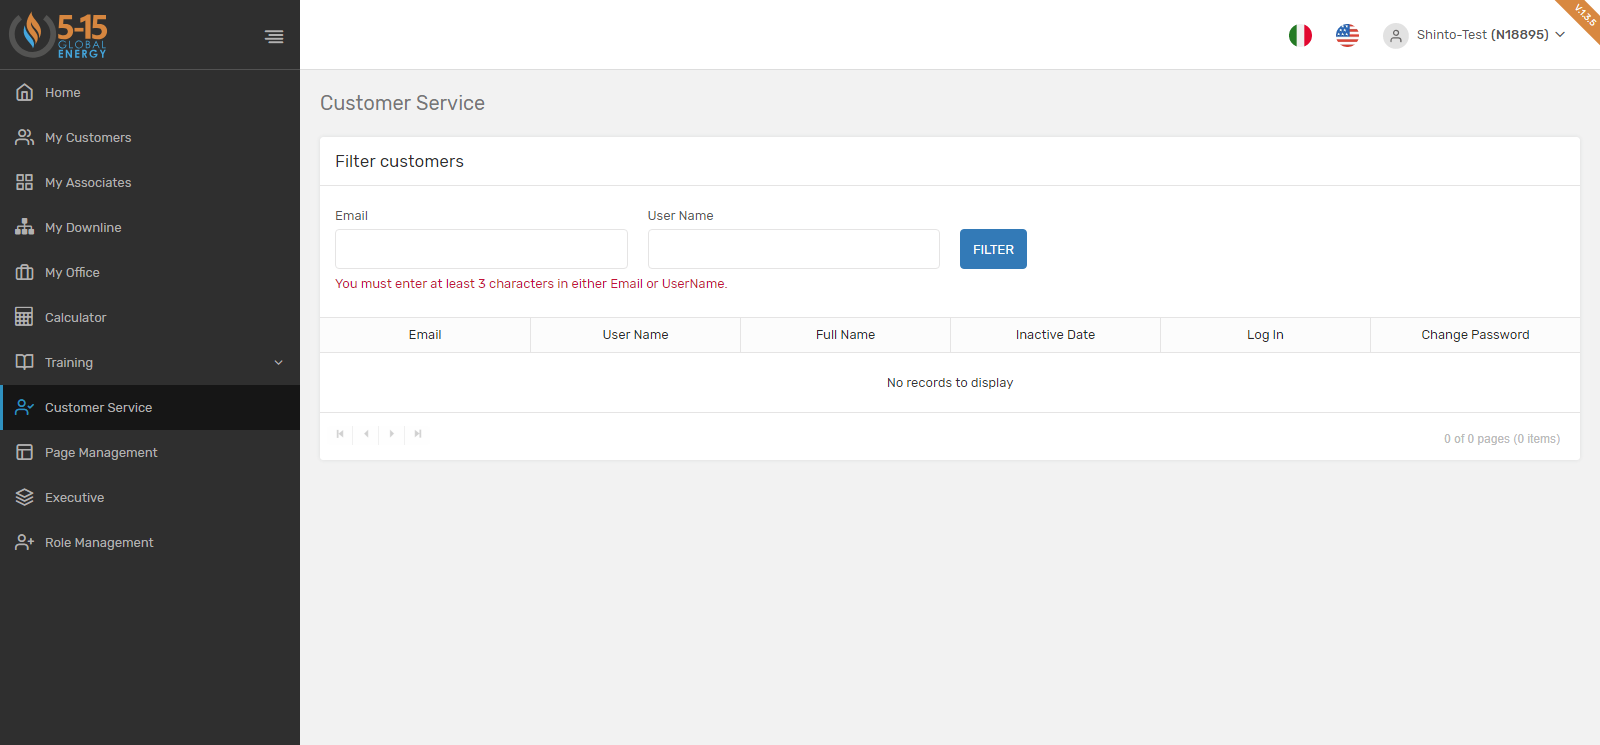 5-15
GLOBAL
ENERGY
Shinto-Test (N18895)
V.1.3.5
Home
My Customers
My Associates
My Downline
My Office
Calculator
Training
Customer Service
Page Management
Executive
Role Management
Customer Service
Filter customers
Email User Name
FILTER
You must enter at least 3 characters in either Email or UserName.
Email User Name Full Name Inactive Date Log In Change Password
No records to display
0 of 0 pages (0 items)